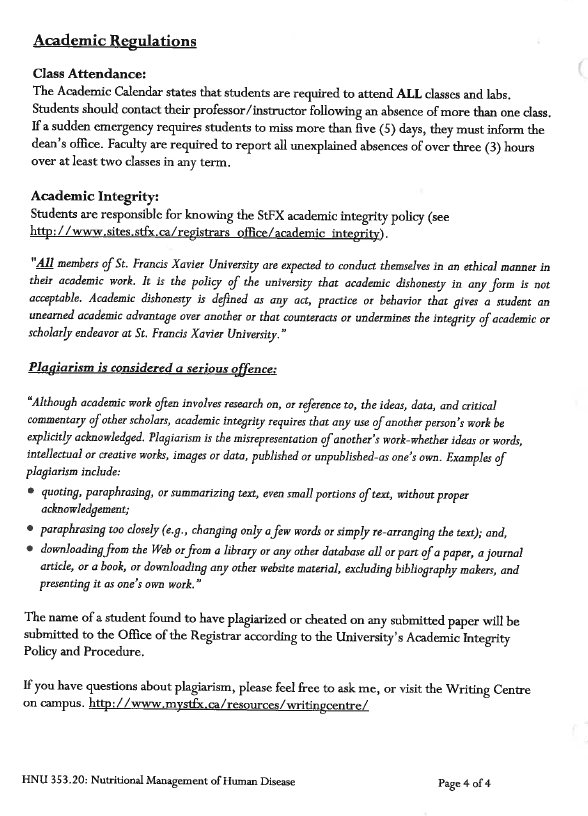 Academic Regulations
Class Attendance:
The Academic Calendar states that students are required to attend ALL classes and labs.
Students should contact their professor/instructor following an absence of more than one class.
If a sudden emergency requires students to miss more than five (5) days, they must inform the
dean's office. Faculty are required to report all unexplained absences of over three (3) hours
over at least two classes in any term.
Academic Integrity:
Students are responsible for knowing the StFX academic integrity policy (see
http://www.sites.stfx.ca/registrars_office/academic_integrity).
"All members of St. Francis Xavier University are expected to conduct themselves in an ethical manner in
their academic work. It is the policy of the university that academic dishonesty in any form is not
acceptable. Academic dishonesty is defined as any act, practice or behavior that gives a student an
unearned academic advantage over another or that counteracts or undermines the integrity of academic or
scholarly endeavor at St. Francis Xavier University."
Plagiarism is considered a serious offence:
"Although academic work often involves research on, or reference to, the ideas, data, and critical
commentary of other scholars, academic integrity requires that any use of another person's work be
explicitly acknowledged. Plagiarism is the misrepresentation of another's work-whether ideas or words,
intellectual or creative works, images or data, published or unpublished-as one's own. Examples of
plagiarism include:
• quoting, paraphrasing, or summarizing text, even small portions of text, without proper
acknowledgement;
• paraphrasing too closely (e.g., changing only a few words or simply re-arranging the text); and,
• downloading from the Web or from a library or any other database all or part of a paper, a journal
article, or a book, or downloading any other website material, excluding bibliography makers, and
presenting it as one's own work."
The name of a student found to have plagiarized or cheated on any submitted paper will be
submitted to the Office of the Registrar according to the University's Academic Integrity
Policy and Procedure.
If you have questions about plagiarism, please feel free to ask me, or visit the Writing Centre
on campus. http://www.mystfx.ca/resources/writingcentre/
HNU 353.20: Nutritional Management of Human Disease
Page 4 of 4